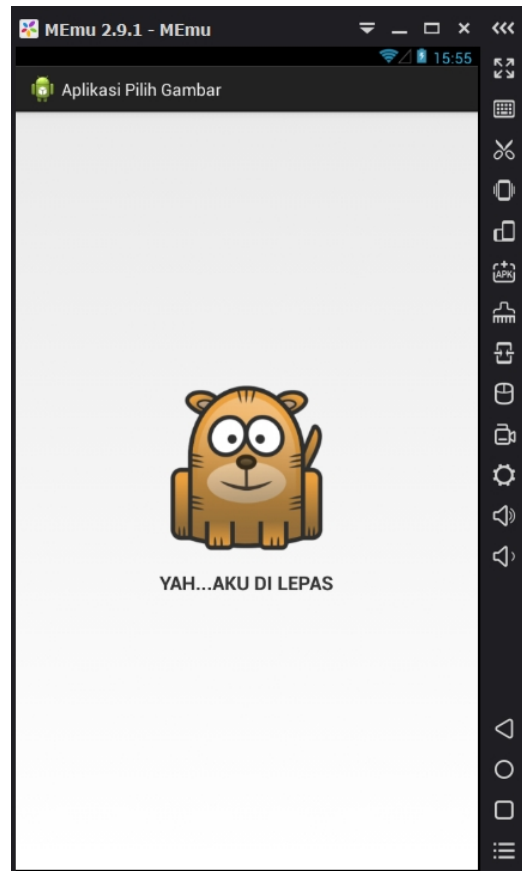 MEmu 2.9.1 - MEmu
15:55
Aplikasi Pilih Gambar
APK
YAH...AKU DI LEPAS